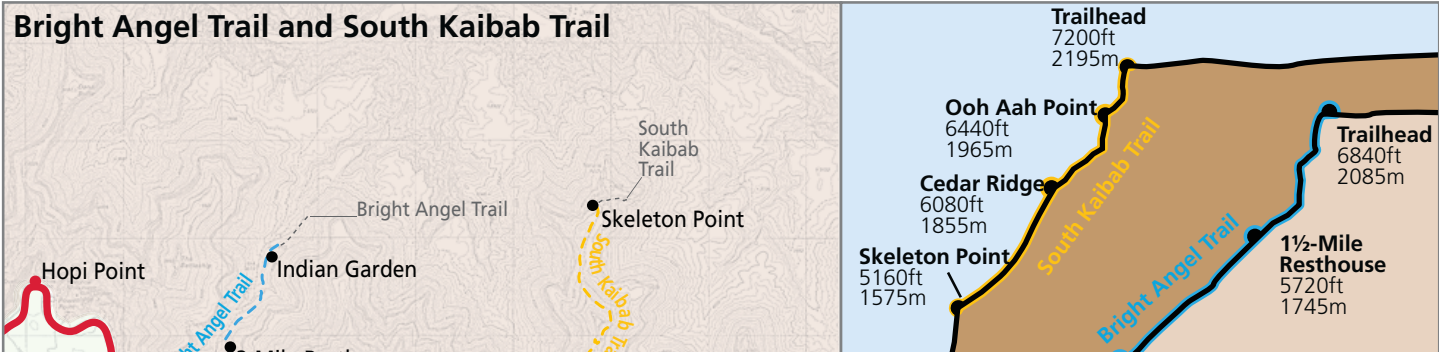 Bright Angel Trail and South Kaibab Trail
South
Kaibab
Trail
Bright Angel Trail
Skeleton Point
Indian Garden
Hopi Point
Angel Trail
South Kaibab
Trailhead
7200ft
2195m
Ooh Aah Point
6440ft
1965m
Cedar Ridge
6080ft
1855m
Skeleton Point
5160ft
1575m
South Kaibab Trail
Bright Angel Trail
Trailhead
6840ft
2085m
1½-Mile
Resthouse
5720ft
1745m